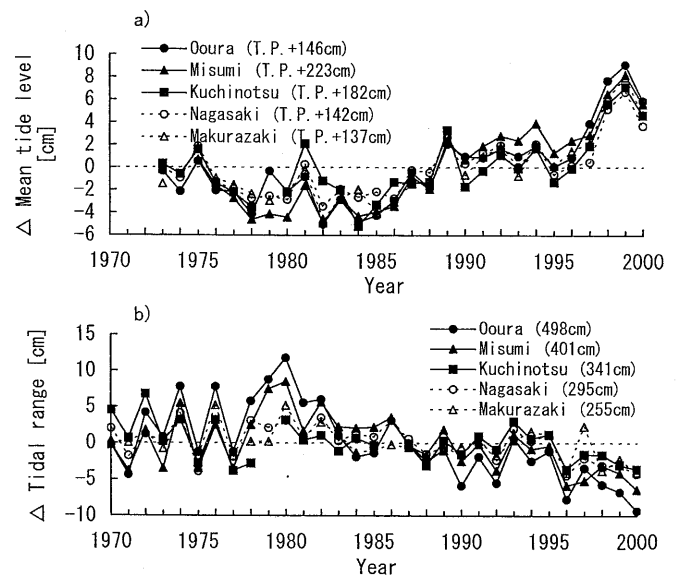 a)
△ Mean tide level
[cm]
10
8
6
4
2
0
-2
-4
-6
Ooura (T.P.+146cm)
Misumi (T.P.+223cm)
Kuchinotsu (T.P.+182cm)
Nagasaki (T.P.+142cm)
Makurazaki (T.P.+137cm)
1970 1975 1980 1985 1990 1995 2000
Year
b)
△ Tidal range [cm]
15
10
5
0
-5
-10
Ooura (498cm)
Misumi (401cm)
Kuchinotsu (341cm)
Nagasaki (295cm)
Makurazaki (255cm)
1970 1975 1980 1985 1990 1995 2000
Year